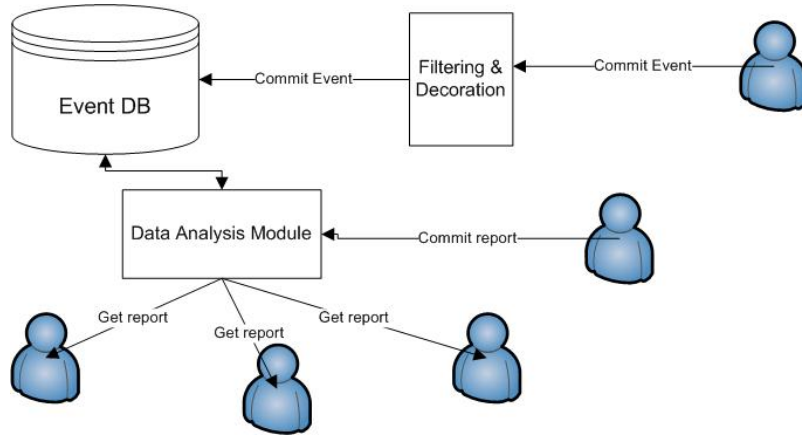 Event DB
Commit Event
Filtering &
Decoration
Commit Event
Data Analysis Module
Commit report
Get report
Get report
Get report